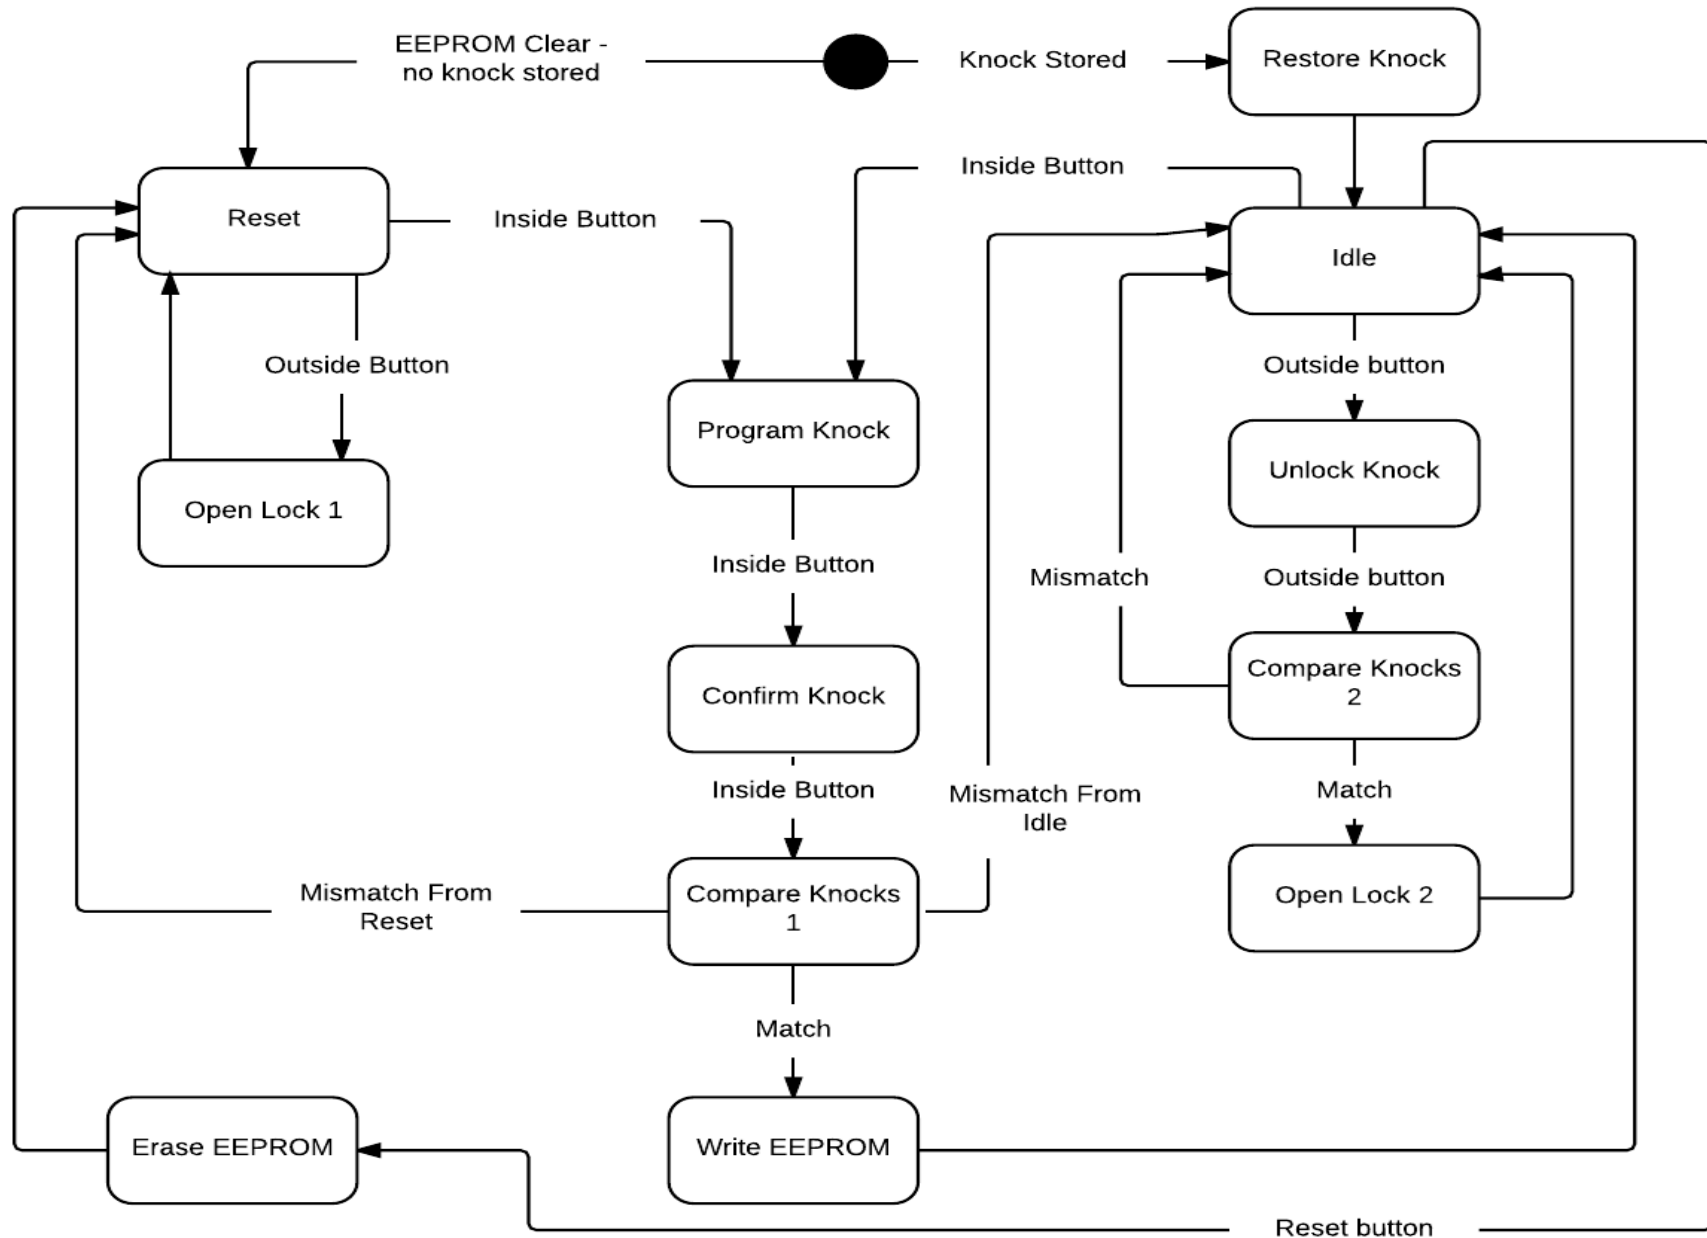 EEPROM Clear -
no knock stored
Knock Stored
Restore Knock
Inside Button
Reset
Inside Button
Idle
Outside Button
Outside button
Program Knock
Unlock Knock
Open Lock 1
Inside Button
Mismatch
Outside button
Confirm Knock
Compare Knocks
2
Inside Button
Mismatch From
Idle
Match
Mismatch From
Reset
Compare Knocks
1
Open Lock 2
Match
Erase EEPROM
Write EEPROM
Reset button